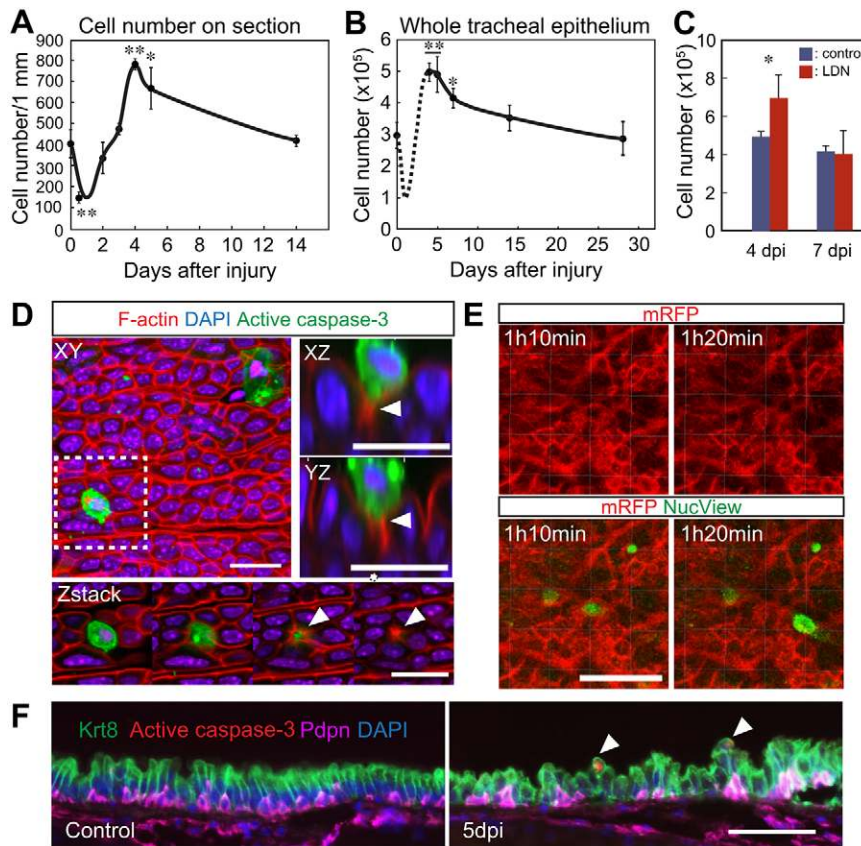 A
Cell number on section
Cell number/1 mm
900
800
700
600
500
400
300
200
100
0
**
**
*
0 2 4 6 8 10 12 14
Days after injury
B
Whole tracheal epithelium
Cell number (x10⁵)
6
5
4
3
2
1
0
**
*
0 5 10 15 20 25 30
Days after injury
C
Cell number (x10⁵)
10
8
6
4
2
0
: control
: LDN
*
4 dpi 7 dpi
D
F-actin DAPI Active caspase-3
XY
XZ
YZ
Zstack
E
mRFP
1h10min 1h20min
mRFP NucView
1h10min 1h20min
F
Krt8 Active caspase-3 Pdpn DAPI
Control 5dpi